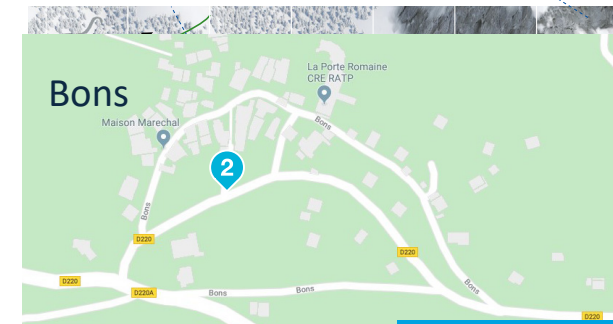 La Porte Romaine
CRE RATP
Bons
Maison Marechal
Bons
2
Bons
D220
D220
D220
D220A
Bons
Bons
Bons
D220